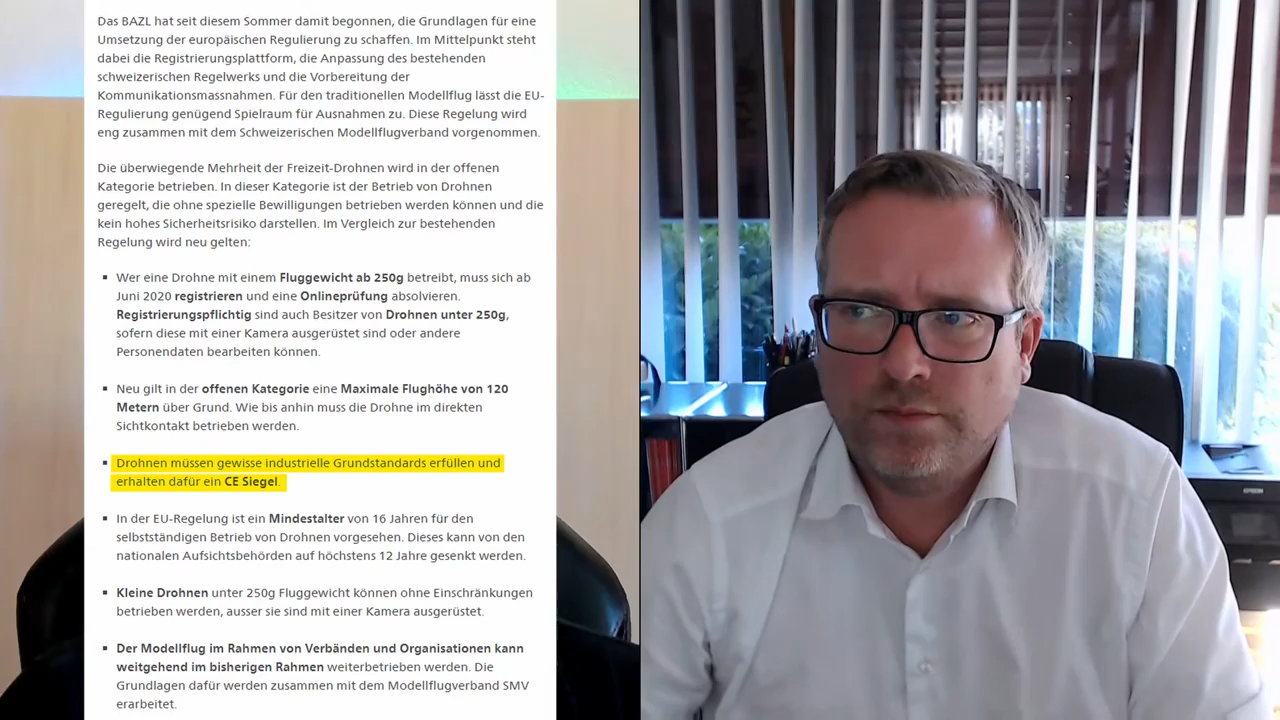 Das BAZL hat seit diesem Sommer damit begonnen, die Grundlagen für eine
Umsetzung der europäischen Regulierung zu schaffen. Im Mittelpunkt steht
dabei die Registrierungsplattform, die Anpassung des bestehenden
schweizerischen Regelwerks und die Vorbereitung der
Kommunikationsmassnahmen. Für den traditionellen Modellflug lässt die EU-
Regulierung genügend Spielraum für Ausnahmen zu. Diese Regelung wird
eng zusammen mit dem Schweizerischen Modellflugverband vorgenommen.
Die überwiegende Mehrheit der Freizeit-Drohnen wird in der offenen
Kategorie betrieben. In dieser Kategorie ist der Betrieb von Drohnen
geregelt, die ohne spezielle Bewilligungen betrieben werden können und die
kein hohes Sicherheitsrisiko darstellen. Im Vergleich zur bestehenden
Regelung wird neu gelten:
▪ Wer eine Drohne mit einem Fluggewicht ab 250g betreibt, muss sich ab
Juni 2020 registrieren und eine Onlineprüfung absolvieren.
Registrierungspflichtig sind auch Besitzer von Drohnen unter 250g,
sofern diese mit einer Kamera ausgerüstet sind oder andere
Personendaten bearbeiten können.
▪ Neu gilt in der offenen Kategorie eine Maximale Flughöhe von 120
Metern über Grund. Wie bis anhin muss die Drohne im direkten
Sichtkontakt betrieben werden.
▪ Drohnen müssen gewisse industrielle Grundstandards erfüllen und
erhalten dafür ein CE Siegel.
▪ In der EU-Regelung ist ein Mindestalter von 16 Jahren für den
selbstständigen Betrieb von Drohnen vorgesehen. Dieses kann von den
nationalen Aufsichtsbehörden auf höchstens 12 Jahre gesenkt werden.
▪ Kleine Drohnen unter 250g Fluggewicht können ohne Einschränkungen
betrieben werden, ausser sie sind mit einer Kamera ausgerüstet.
▪ Der Modellflug im Rahmen von Verbänden und Organisationen kann
weitgehend im bisherigen Rahmen weiterbetrieben werden. Die
Grundlagen dafür werden zusammen mit dem Modellflugverband SMV
erarbeitet.
EPSON